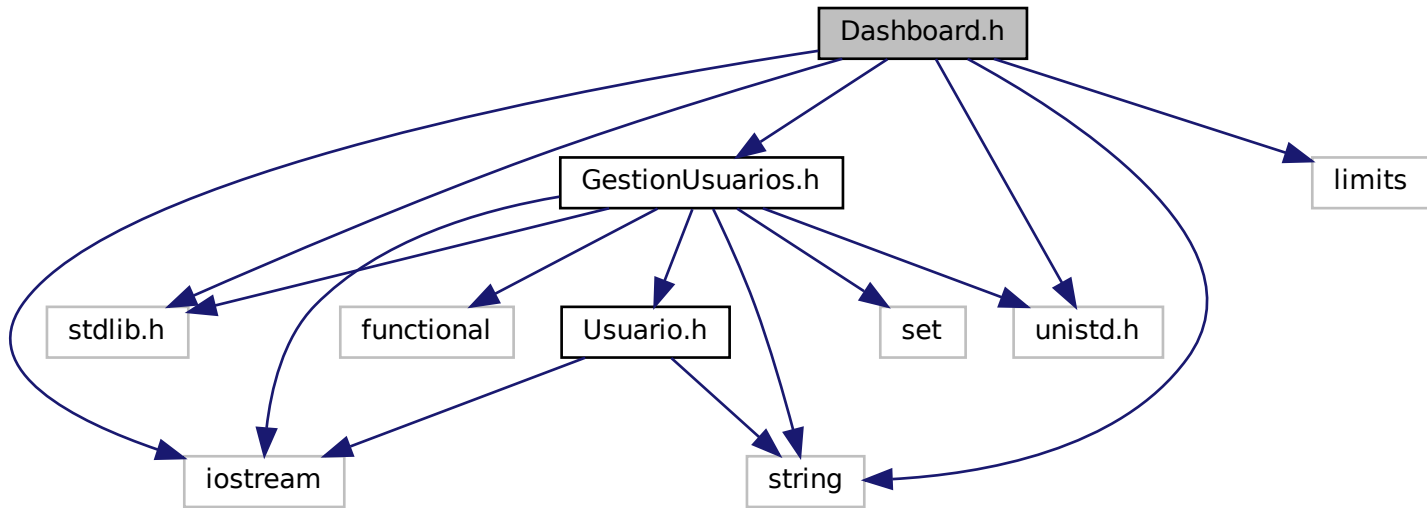 Dashboard.h
GestionUsuarios.h
limits
stdlib.h
functional
Usuario.h
set
unistd.h
iostream
string